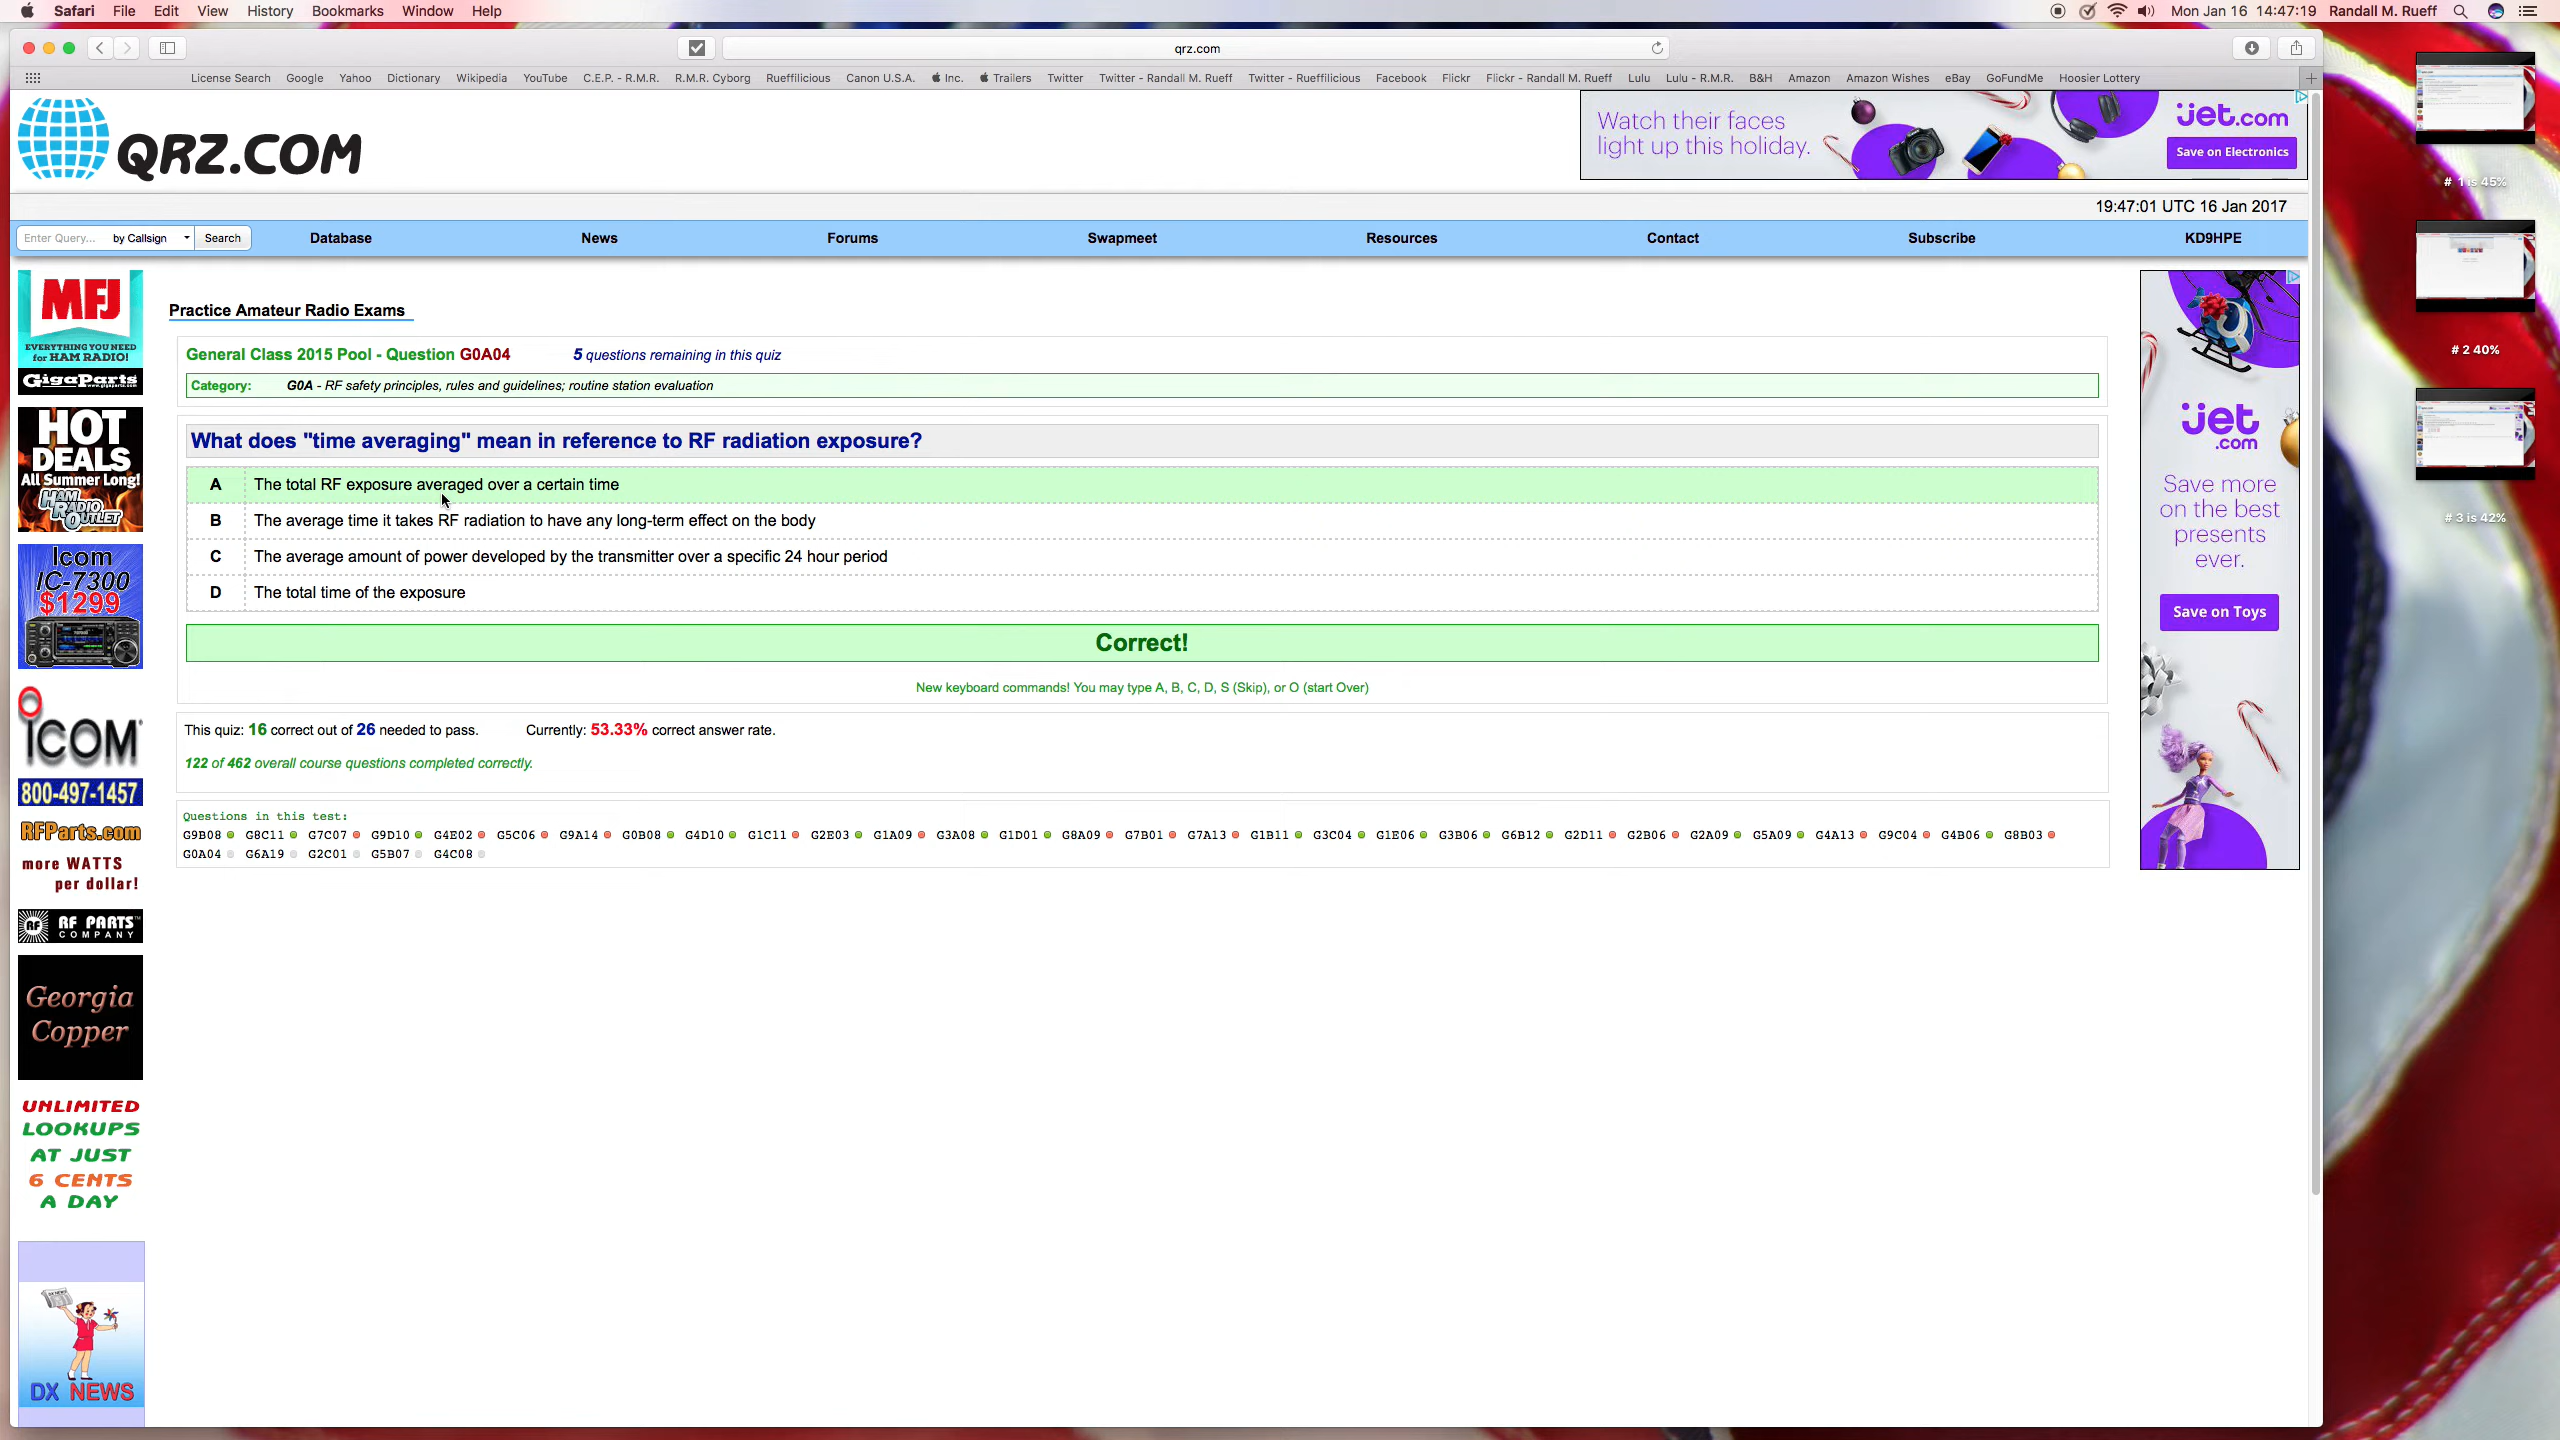 Safari File Edit View History Bookmarks Window Help
Mon Jan 16 14:47:19 Randall M. Rueff
qrz.com
License Search Google Yahoo Dictionary Wikipedia YouTube C.E.P. - R.M.R. R.M.R. Cyborg Rueffilicious Canon U.S.A. Inc. Trailers Twitter Twitter - Randall M. Rueff Twitter - Rueffilicious Facebook Flickr Flickr - Randall M. Rueff Lulu Lulu - R.M.R. B&H Amazon Amazon Wishes eBay GoFundMe Hoosier Lottery
QRZ.COM
Watch their faces
light up this holiday.
jet.com
Save on Electronics
# 1 is 45%
19:47:01 UTC 16 Jan 2017
Enter Query... by Callsign Search Database News Forums Swapmeet Resources Contact Subscribe KD9HPE
# 2 40%
# 3 is 42%
MFJ
EVERYTHING YOU NEED
for HAM RADIO!
GigaParts
www.gigaparts.com
HOT
DEALS
All Summer Long!
HAM
RADIO
OUTLET
Icom
IC-7300
$1299
ICOM
800-497-1457
RFParts.com
more WATTS
per dollar!
RF RF PARTS
COMPANY
Georgia
Copper
UNLIMITED
LOOKUPS
AT JUST
6 CENTS
A DAY
DX NEWS
DX NEWS
Practice Amateur Radio Exams
General Class 2015 Pool - Question G0A04 5 questions remaining in this quiz
Category: G0A - RF safety principles, rules and guidelines; routine station evaluation
What does "time averaging" mean in reference to RF radiation exposure?
A The total RF exposure averaged over a certain time
B The average time it takes RF radiation to have any long-term effect on the body
C The average amount of power developed by the transmitter over a specific 24 hour period
D The total time of the exposure
Correct!
New keyboard commands! You may type A, B, C, D, S (Skip), or O (start Over)
This quiz: 16 correct out of 26 needed to pass. Currently: 53.33% correct answer rate.
122 of 462 overall course questions completed correctly.
Questions in this test:
G9B08 G8C11 G7C07 G9D10 G4E02 G5C06 G9A14 G0B08 G4D10 G1C11 G2E03 G1A09 G3A08 G1D01 G8A09 G7B01 G7A13 G1B11 G3C04 G1E06 G3B06 G6B12 G2D11 G2B06 G2A09 G5A09 G4A13 G9C04 G4B06 G8B03
G0A04 G6A19 G2C01 G5B07 G4C08
jet
.com
Save more
on the best
presents
ever.
Save on Toys